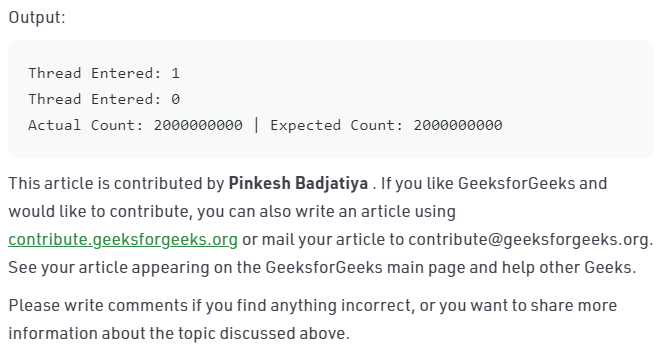 Output:
Thread Entered: 1
Thread Entered: 0
Actual Count: 2000000000 | Expected Count: 2000000000
This article is contributed by Pinkesh Badjatiya . If you like GeeksforGeeks and
would like to contribute, you can also write an article using
contribute.geeksforgeeks.org or mail your article to contribute@geeksforgeeks.org.
See your article appearing on the GeeksforGeeks main page and help other Geeks.
Please write comments if you find anything incorrect, or you want to share more
information about the topic discussed above.